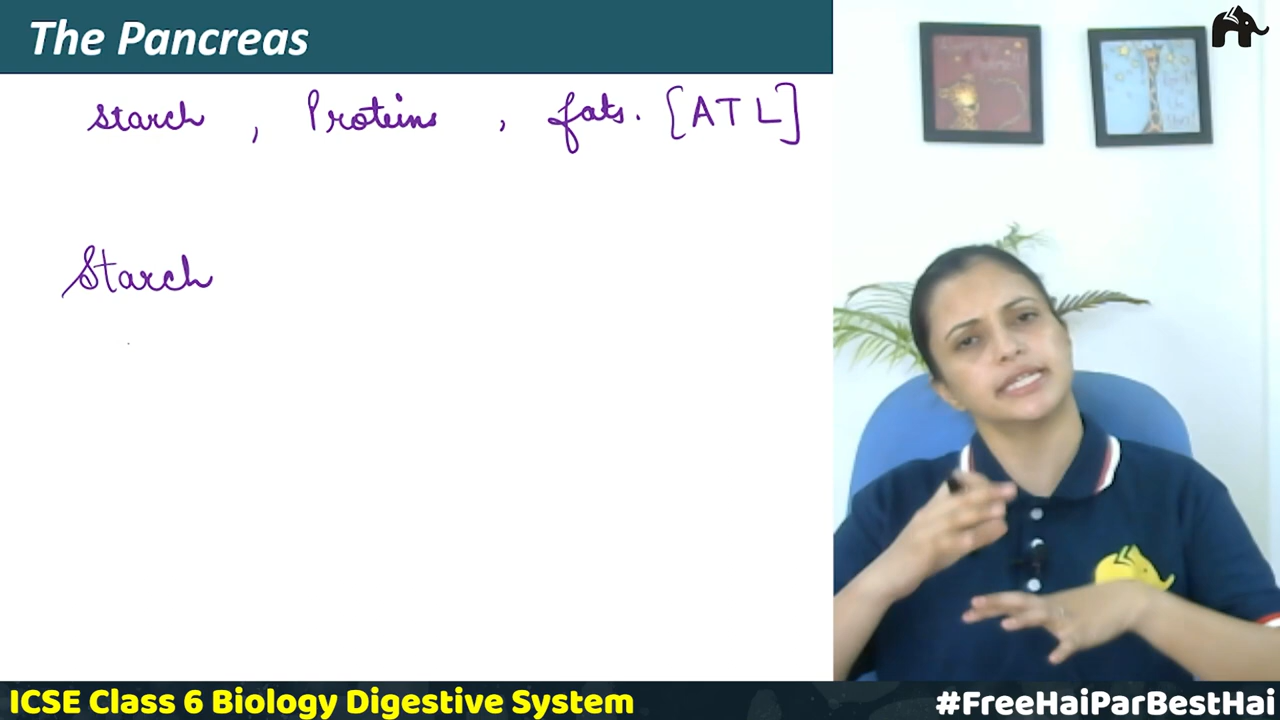 The Pancreas
starch , Proteins , fats. [ATL]
Starch
ICSE Class 6 Biology Digestive System
#FreeHaiParBestHai